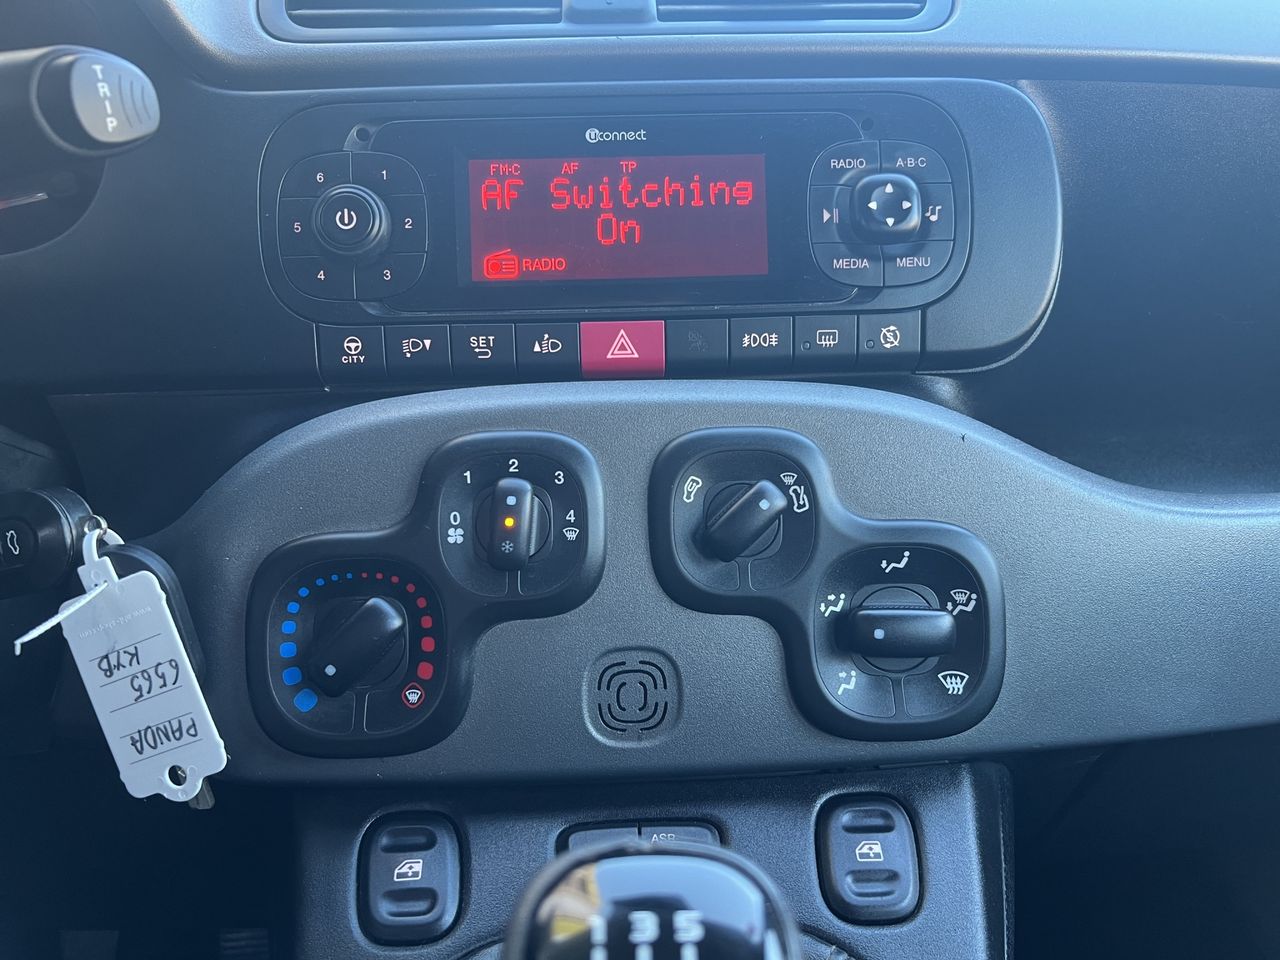 TRIP
Uconnect
FM·C AF TP
AF Switching
On
RADIO
6 1
5 2
4 3
RADIO A·B·C
MEDIA MENU
CITY
SET
1 2 3
0 4
6565
KYB
PANDA
ASR
1 3 5